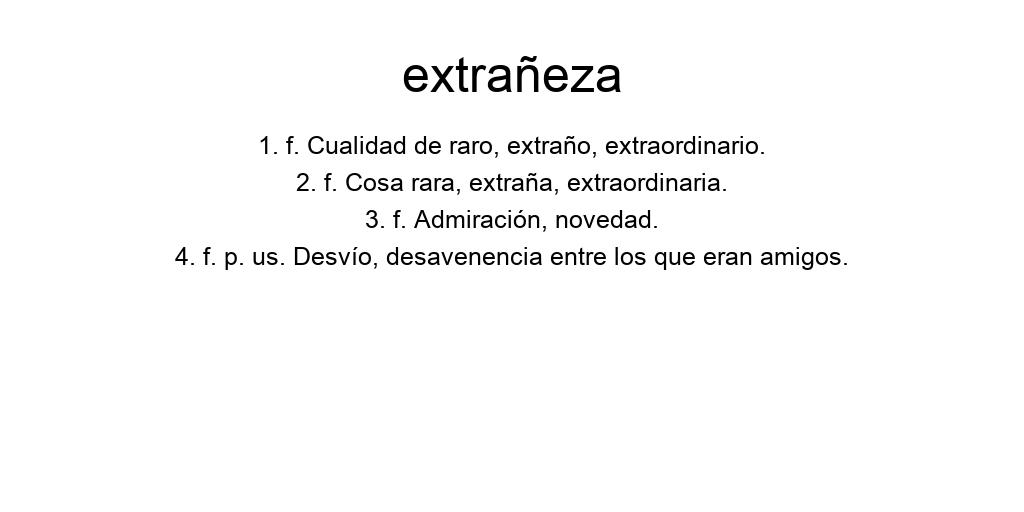 extrañeza
1. f. Cualidad de raro, extraño, extraordinario.
2. f. Cosa rara, extraña, extraordinaria.
3. f. Admiración, novedad.
4. f. p. us. Desvío, desavenencia entre los que eran amigos.